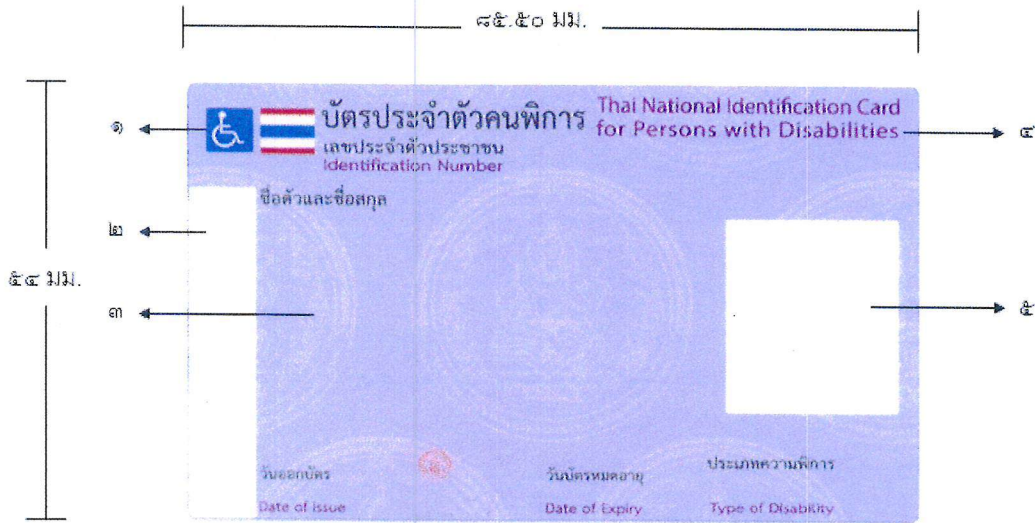 ๘๕.๕๐ มม.
บัตรประจำตัวคนพิการ
Thai National Identification Card
for Persons with Disabilities
เลขประจำตัวประชาชน
Identification Number
๑
๔
ชื่อตัวและชื่อสกุล
๒
๕๔ มม.
๓
๕
วันออกบัตร
วันบัตรหมดอายุ
ประเภทความพิการ
Date of Issue
Date of Expiry
Type of Disability